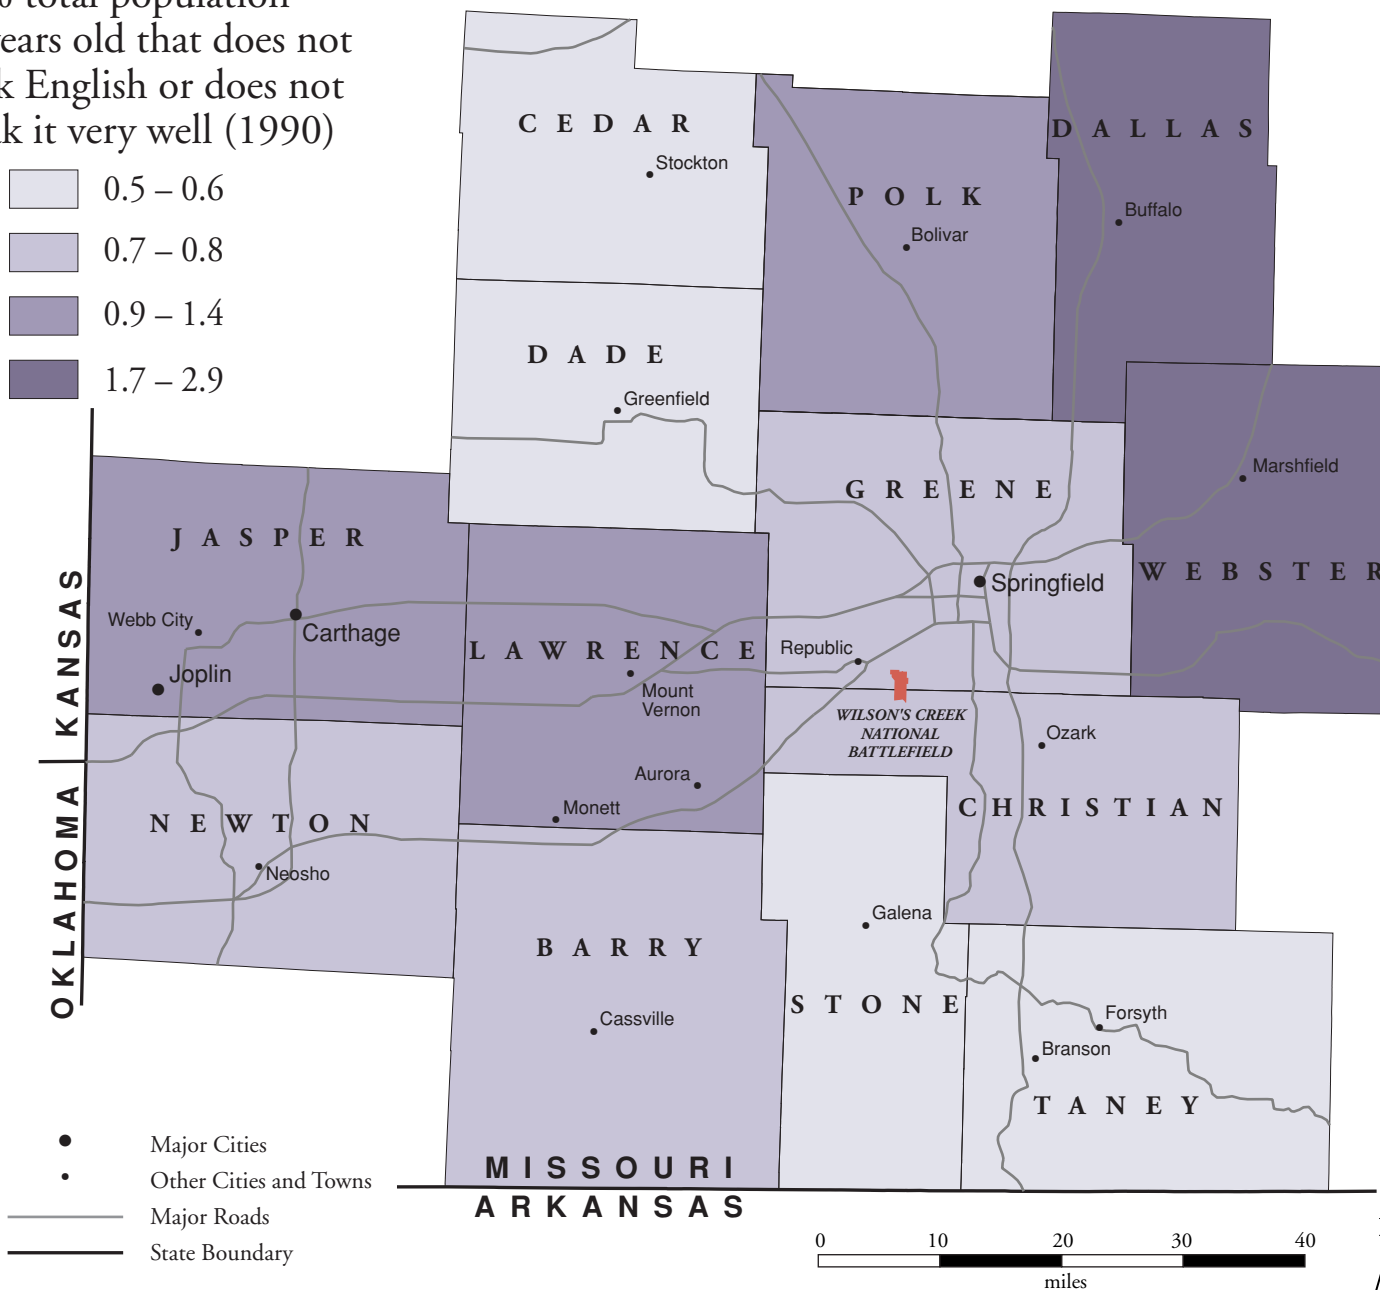 % total population
years old that does not
k English or does not
ak it very well (1990)
0.5 – 0.6
0.7 – 0.8
0.9 – 1.4
1.7 – 2.9
CEDAR
Stockton
POLK
Bolivar
DALLAS
Buffalo
DADE
Greenfield
GREENE
Springfield
Republic
Marshfield
WEBSTER
JASPER
Webb City
Carthage
Joplin
LAWRENCE
Mount
Vernon
Aurora
Monett
WILSON'S CREEK
NATIONAL
BATTLEFIELD
Ozark
CHRISTIAN
KANSAS
OKLAHOMA
NEWTON
Neosho
BARRY
Cassville
Galena
STONE
Forsyth
Branson
TANEY
MISSOURI
ARKANSAS
Major Cities
Other Cities and Towns
Major Roads
State Boundary
0 10 20 30 40
miles